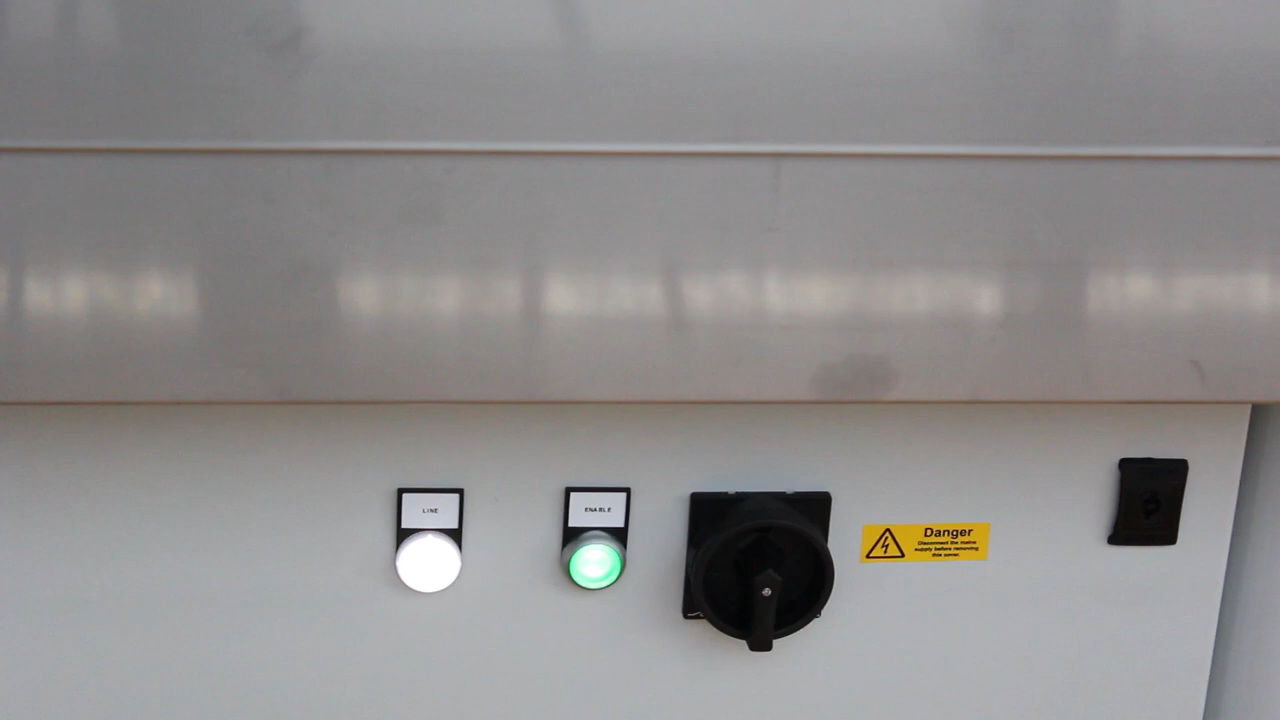 LINE
ENABLE
Danger
Disconnect the mains
supply before removing
this cover.